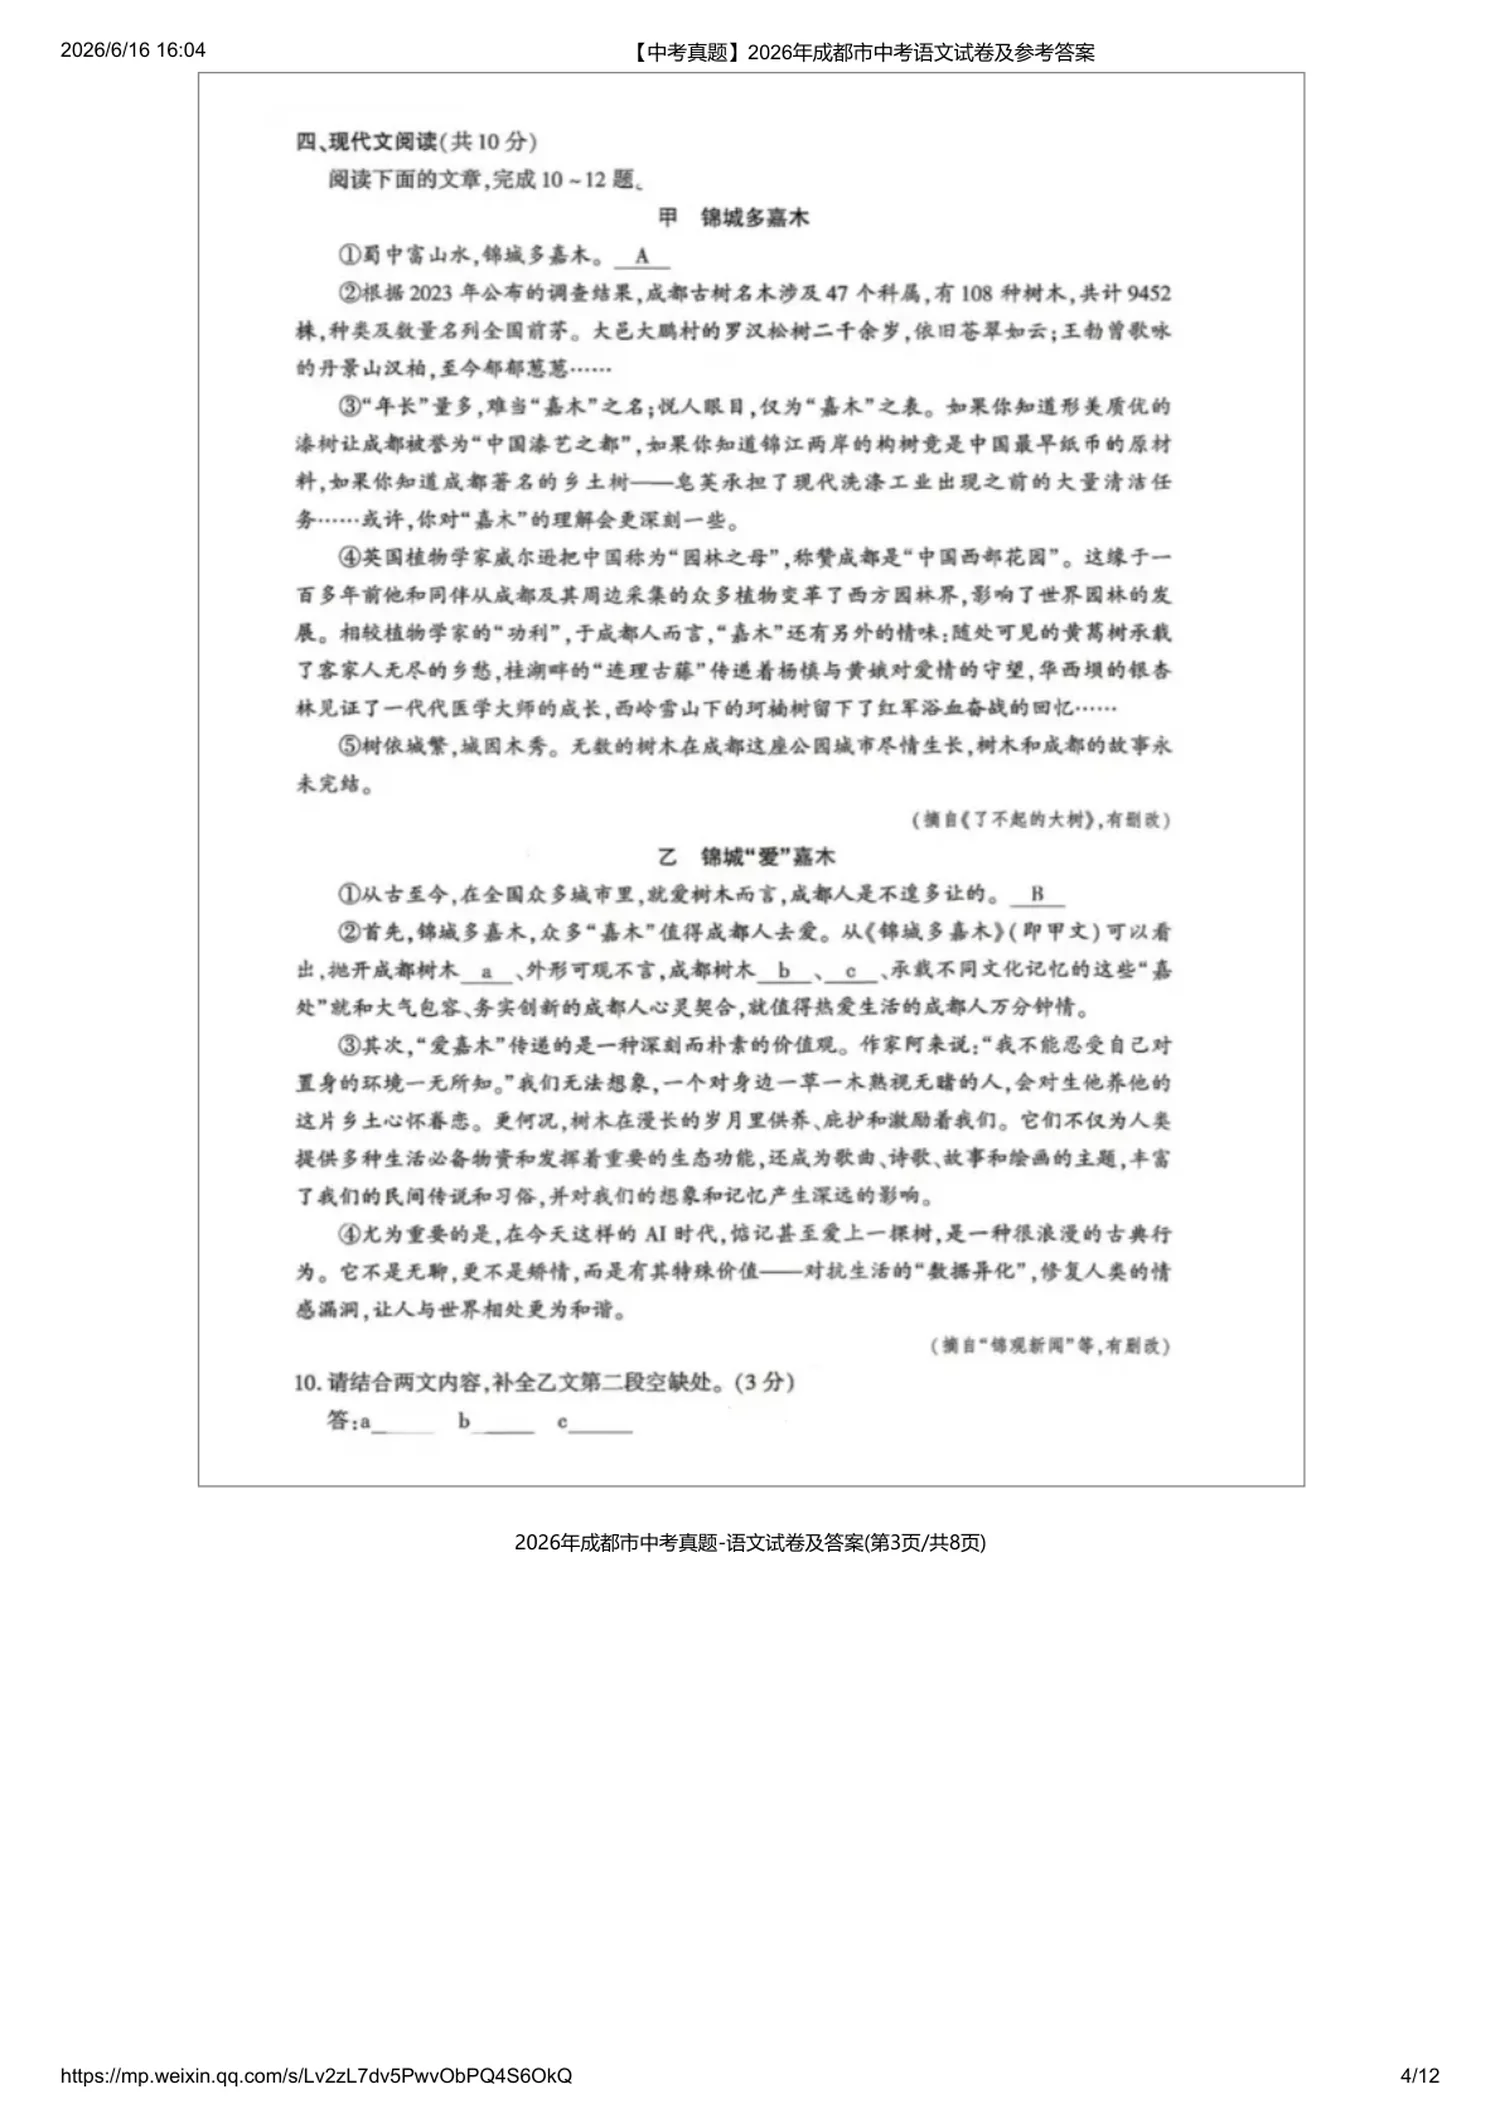 2026/6/16 16:04
【中考真题】2026年成都市中考语文试卷及参考答案
四、现代文阅读(共10分)
阅读下面的文章,完成10~12题。
甲 锦城多嘉木
①蜀中富山水,锦城多嘉木。__A__
②根据2023年公布的调查结果,成都古树名木涉及47个科属,有108种树木,共计9452
株,种类及数量名列全国前茅。大邑大鹏村的罗汉松树二千余岁,依旧苍翠如云;王勃曾歌咏
的丹景山汉柏,至今郁郁葱葱……
③“年长”量多,难当“嘉木”之名;悦人眼目,仅为“嘉木”之表。如果你知道形美质优的
漆树让成都被誉为“中国漆艺之都”,如果你知道锦江两岸的构树竟是中国最早纸币的原材
料,如果你知道成都著名的乡土树——皂荚承担了现代洗涤工业出现之前的大量清洁任
务……或许,你对“嘉木”的理解会更深刻一些。
④英国植物学家威尔逊把中国称为“园林之母”,称赞成都是“中国西部花园”。这缘于一
百多年前他和同伴从成都及其周边采集的众多植物变革了西方园林界,影响了世界园林的发
展。相较植物学家的“功利”,于成都人而言,“嘉木”还有另外的情味:随处可见的黄葛树承载
了客家人无尽的乡愁,桂湖畔的“连理古藤”传递着杨慎与黄娥对爱情的守望,华西坝的银杏
林见证了一代代医学大师的成长,西岭雪山下的珂楠树留下了红军浴血奋战的回忆……
⑤树依城繁,城因木秀。无数的树木在成都这座公园城市尽情生长,树木和成都的故事永
未完结。
(摘自《了不起的大树》,有删改)
乙 锦城“爱”嘉木
①从古至今,在全国众多城市里,就爱树木而言,成都人是不遑多让的。__B__
②首先,锦城多嘉木,众多“嘉木”值得成都人去爱。从《锦城多嘉木》(即甲文)可以看
出,抛开成都树木__a__、外形可观不言,成都树木__b__、__c__、承载不同文化记忆的这些“嘉
处”就和大气包容、务实创新的成都人心灵契合,就值得热爱生活的成都人万分钟情。
③其次,“爱嘉木”传递的是一种深刻而朴素的价值观。作家阿来说:“我不能忍受自己对
置身的环境一无所知。”我们无法想象,一个对身边一草一木熟视无睹的人,会对生他养他的
这片乡土心怀眷恋。更何况,树木在漫长的岁月里供养、庇护和激励着我们。它们不仅为人类
提供多种生活必备物资和发挥着重要的生态功能,还成为歌曲、诗歌、故事和绘画的主题,丰富
了我们的民间传说和习俗,并对我们的想象和记忆产生深远的影响。
④尤为重要的是,在今天这样的AI时代,惦记甚至爱上一棵树,是一种很浪漫的古典行
为。它不是无聊,更不是矫情,而是有其特殊价值——对抗生活的“数据异化”,修复人类的情
感漏洞,让人与世界相处更为和谐。
(摘自“锦观新闻”等,有删改)
10. 请结合两文内容,补全乙文第二段空缺处。(3分)
答:a______ b______ c______
2026年成都市中考真题-语文试卷及答案(第3页/共8页)
https://mp.weixin.qq.com/s/Lv2zL7dv5PwvObPQ4S6OkQ
4/12